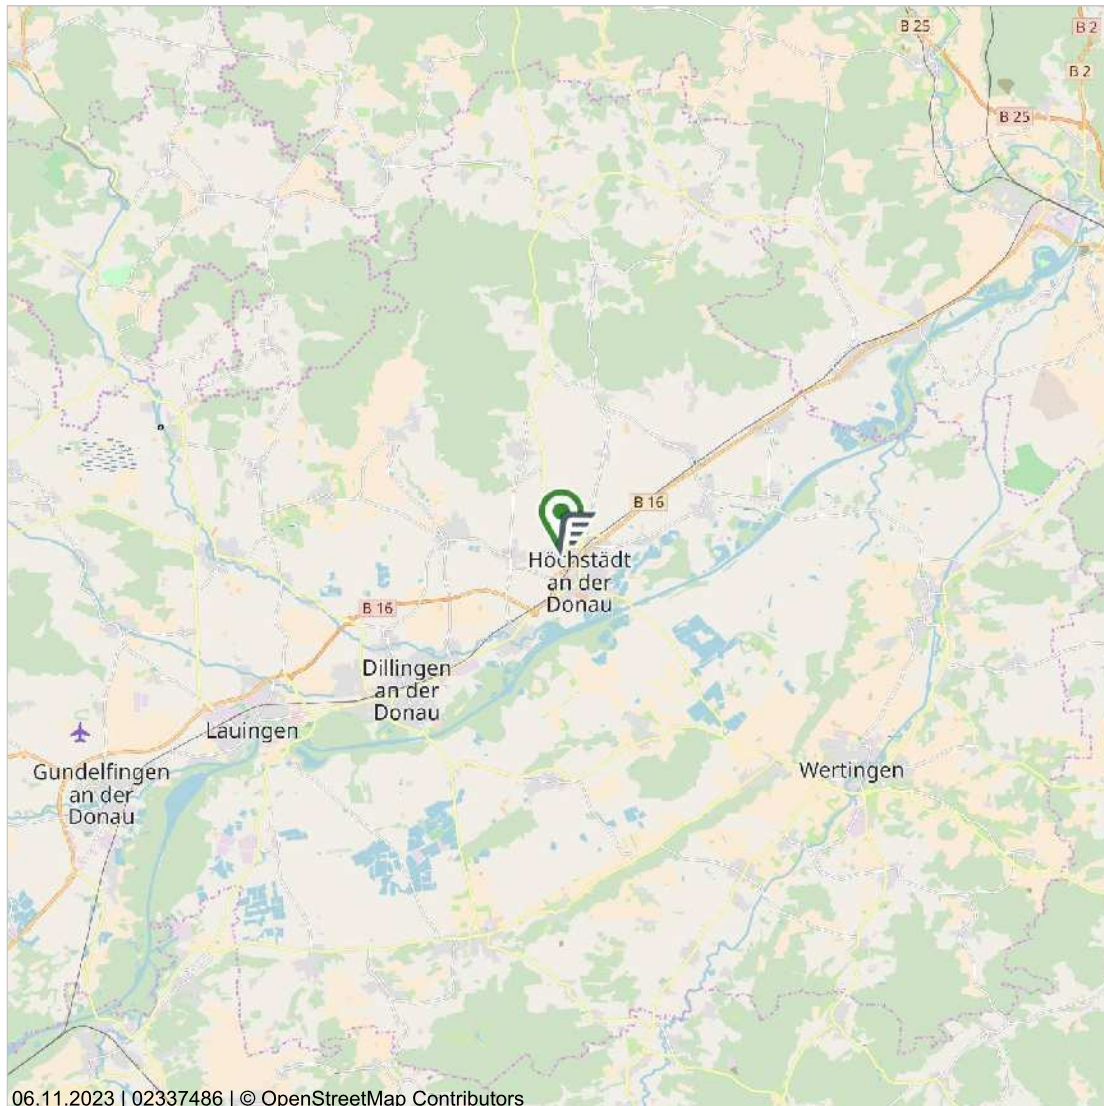 B 25
B 2
B 2
B 25
B 16
Höchstädt
an der
Donau
B 16
Dillingen
an der
Donau
Lauingen
Gundelfingen
an der
Donau
Wertingen
06.11.2023 | 02337486 | © OpenStreetMap Contributors